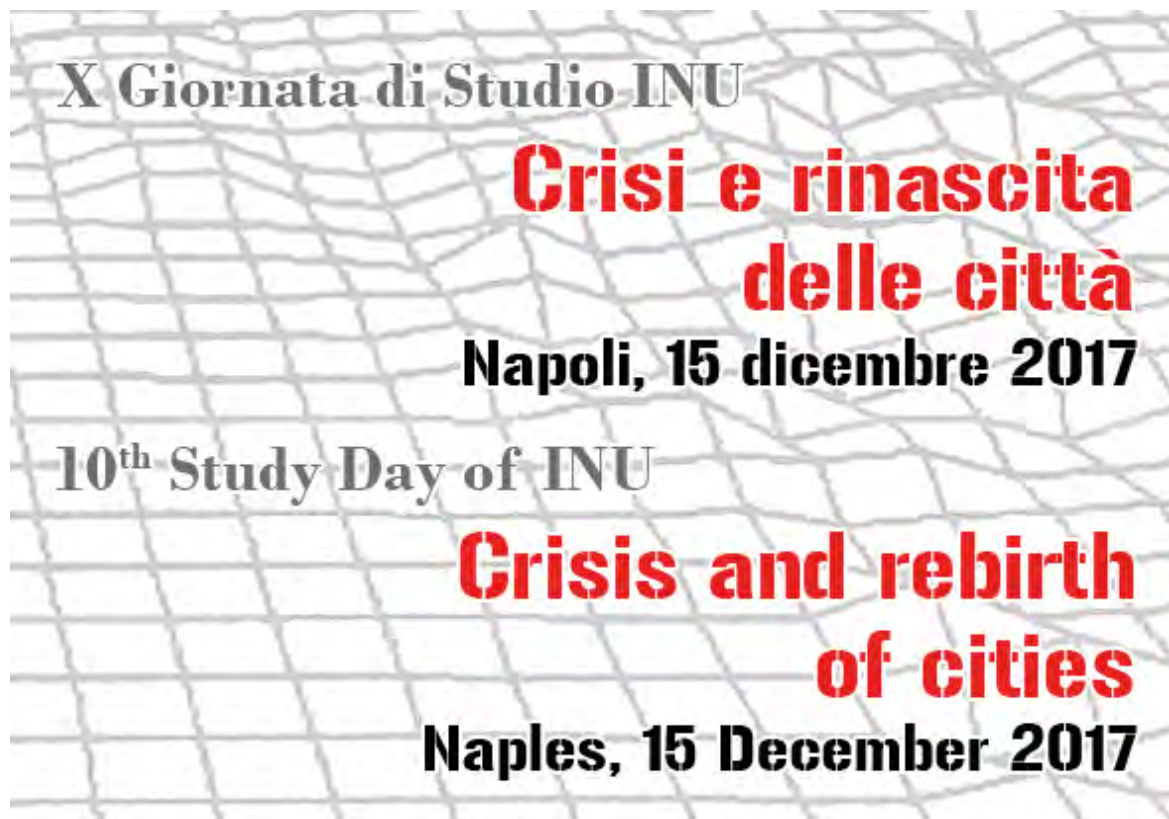 X Giornata di Studio INU
Crisi e rinascita
delle città
Napoli, 15 dicembre 2017
10th Study Day of INU
Crisis and rebirth
of cities
Naples, 15 December 2017